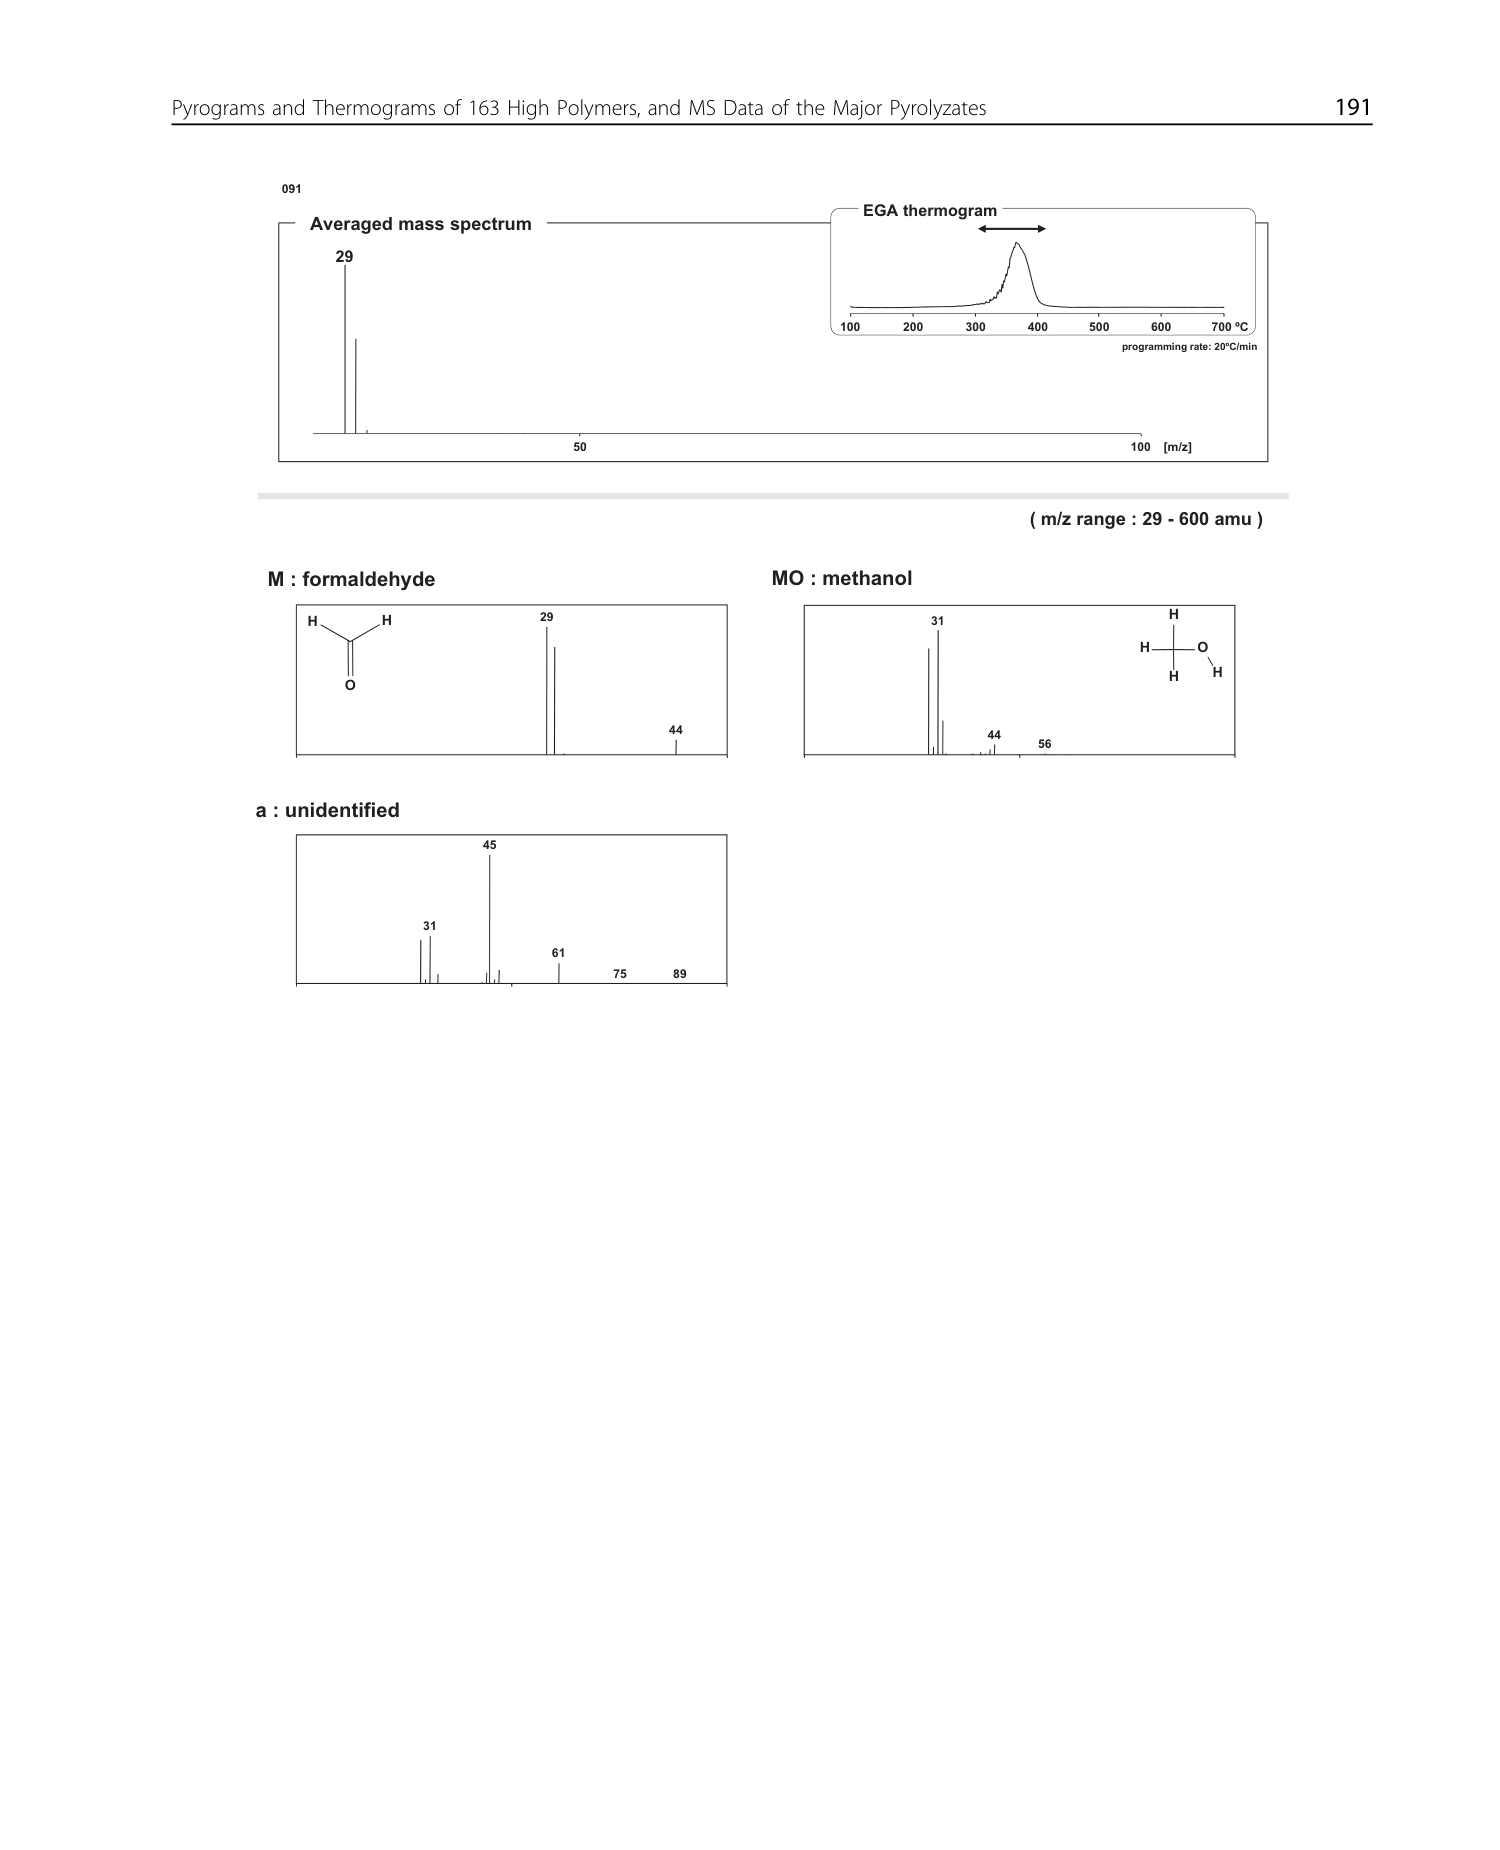 Pyrograms and Thermograms of 163 High Polymers, and MS Data of the Major Pyrolyzates 191
091
Averaged mass spectrum
EGA thermogram
29
100 200 300 400 500 600 700 ºC
programming rate: 20ºC/min
50 100 [m/z]
( m/z range : 29 - 600 amu )
M : formaldehyde
MO : methanol
H H
O
29
44
31
44
56
H
H O
H H
a : unidentified
45
31
61
75 89